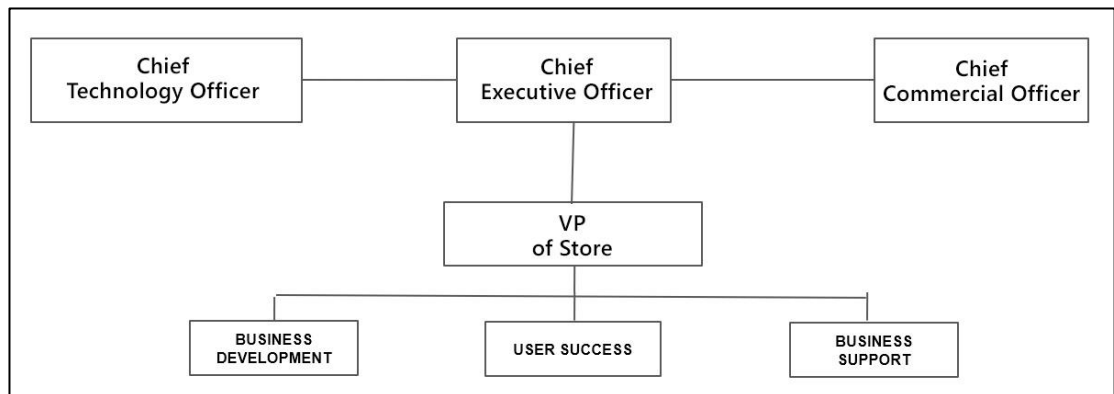 Chief
Technology Officer
Chief
Executive Officer
Chief
Commercial Officer
VP
of Store
BUSINESS
DEVELOPMENT
USER SUCCESS
BUSINESS
SUPPORT